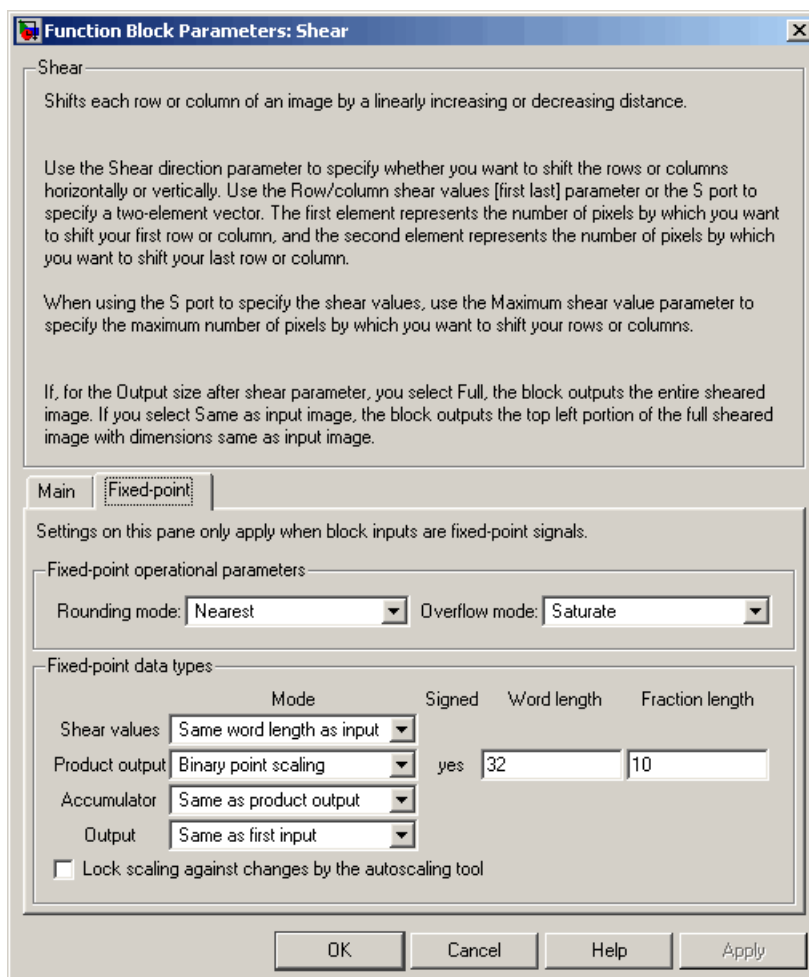 Function Block Parameters: Shear
Shear
Shifts each row or column of an image by a linearly increasing or decreasing distance.
Use the Shear direction parameter to specify whether you want to shift the rows or columns
horizontally or vertically. Use the Row/column shear values [first last] parameter or the S port to
specify a two-element vector. The first element represents the number of pixels by which you want
to shift your first row or column, and the second element represents the number of pixels by which
you want to shift your last row or column.
When using the S port to specify the shear values, use the Maximum shear value parameter to
specify the maximum number of pixels by which you want to shift your rows or columns.
If, for the Output size after shear parameter, you select Full, the block outputs the entire sheared
image. If you select Same as input image, the block outputs the top left portion of the full sheared
image with dimensions same as input image.
Main Fixed-point
Settings on this pane only apply when block inputs are fixed-point signals.
Fixed-point operational parameters
Rounding mode: Nearest Overflow mode: Saturate
Fixed-point data types
Mode Signed Word length Fraction length
Shear values Same word length as input
Product output Binary point scaling yes 32 10
Accumulator Same as product output
Output Same as first input
Lock scaling against changes by the autoscaling tool
OK Cancel Help Apply